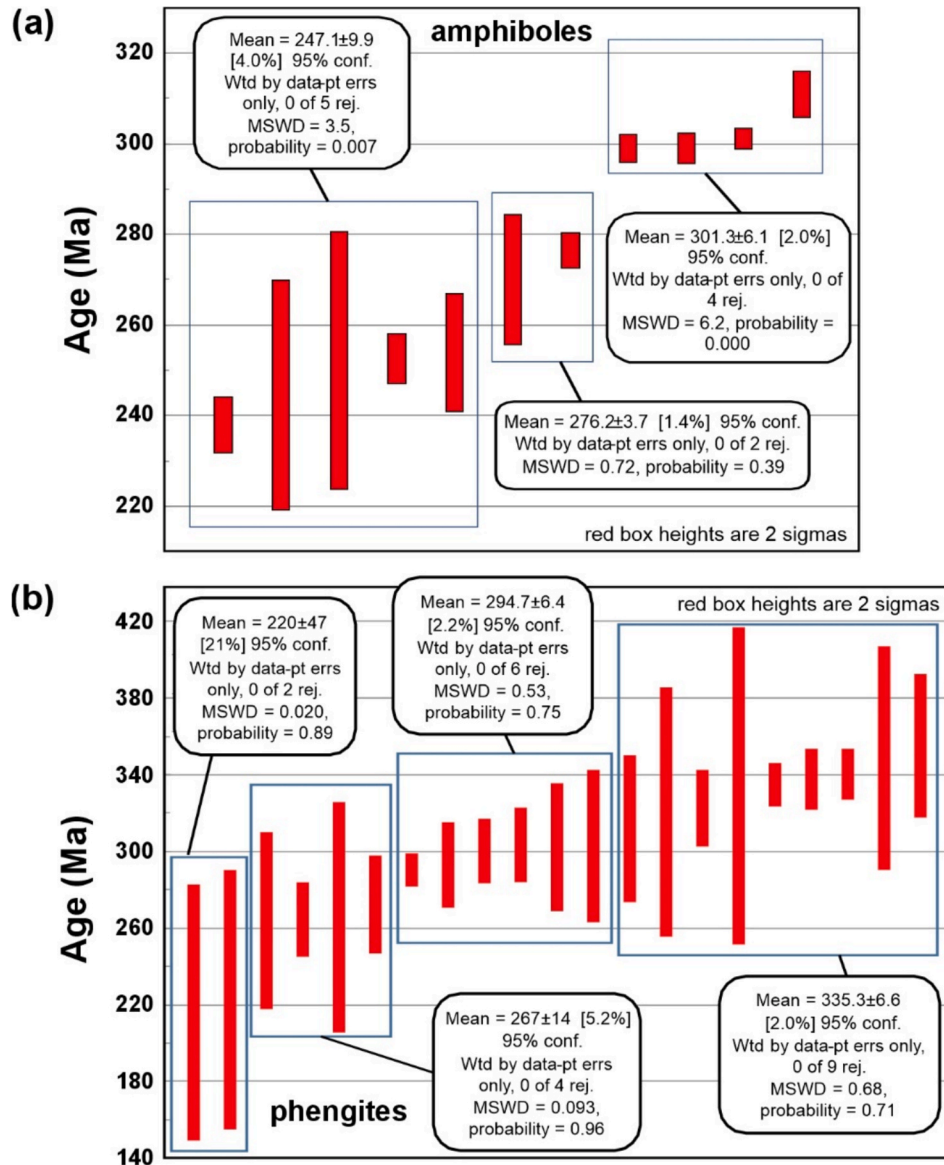 (a)
amphiboles
Age (Ma)
320
300
280
260
240
220
Mean = 247.1±9.9
[4.0%] 95% conf.
Wtd by data-pt errs
only, 0 of 5 rej.
MSWD = 3.5,
probability = 0.007
Mean = 301.3±6.1 [2.0%]
95% conf.
Wtd by data-pt errs only, 0 of
4 rej.
MSWD = 6.2, probability =
0.000
Mean = 276.2±3.7 [1.4%] 95% conf.
Wtd by data-pt errs only, 0 of 2 rej.
MSWD = 0.72, probability = 0.39
red box heights are 2 sigmas
(b)
red box heights are 2 sigmas
Age (Ma)
420
380
340
300
260
220
180
140
Mean = 220±47
[21%] 95% conf.
Wtd by data-pt errs
only, 0 of 2 rej.
MSWD = 0.020,
probability = 0.89
Mean = 294.7±6.4
[2.2%] 95% conf.
Wtd by data-pt errs
only, 0 of 6 rej.
MSWD = 0.53,
probability = 0.75
Mean = 267±14 [5.2%]
95% conf.
Wtd by data-pt errs
only, 0 of 4 rej.
MSWD = 0.093,
probability = 0.96
Mean = 335.3±6.6
[2.0%] 95% conf.
Wtd by data-pt errs only,
0 of 9 rej.
MSWD = 0.68,
probability = 0.71
phengites